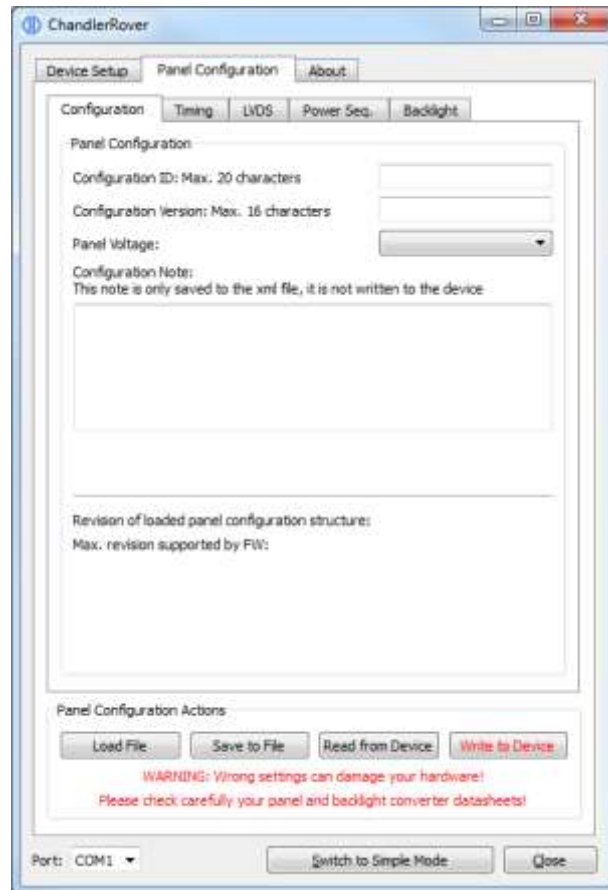 ChandlerRover
Device Setup Panel Configuration About
Configuration Timing LVDS Power Seq. Backlight
Panel Configuration
Configuration ID: Max. 20 characters
Configuration Version: Max. 16 characters
Panel Voltage:
Configuration Note:
This note is only saved to the xml file, it is not written to the device
Revision of loaded panel configuration structure:
Max. revision supported by FW:
Panel Configuration Actions
Load File Save to File Read from Device Write to Device
WARNING: Wrong settings can damage your hardware!
Please check carefully your panel and backlight converter datasheets!
Port: COM1 Switch to Simple Mode Close